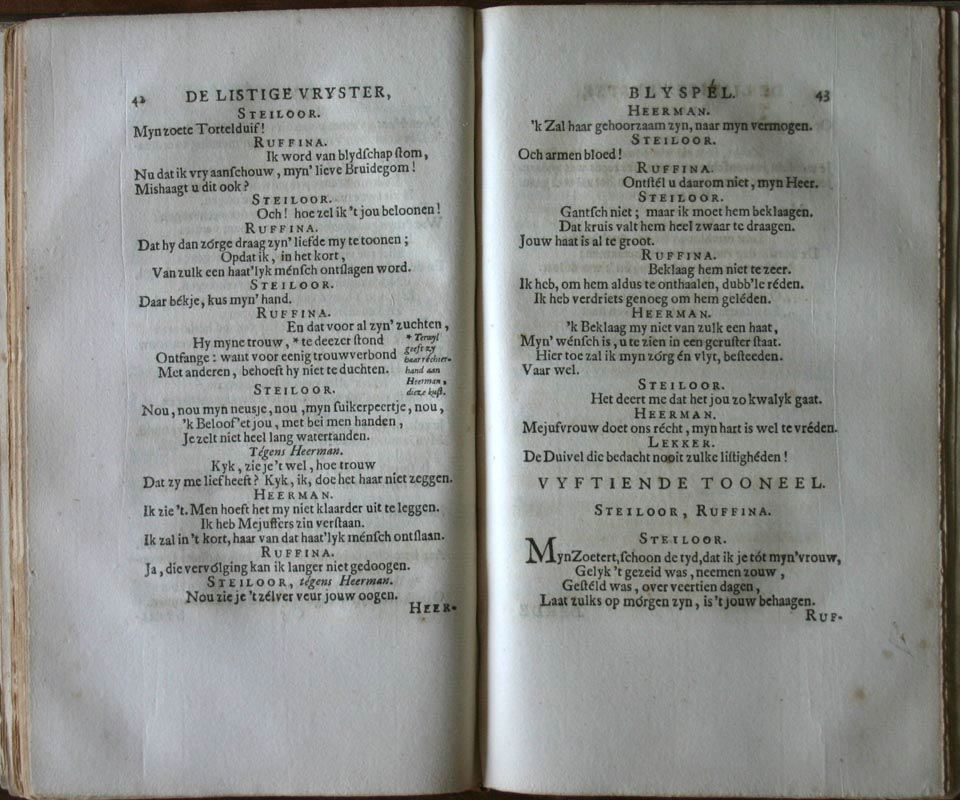 42 DE LISTIGE VRYSTER,
STEILOOR.
Myn zoete Tortelduif!
RUFFINA.
Ik word van blydſchap ſtom,
Nu dat ik vry aanſchouw, myn' lieve Bruidegom!
Mishaagt u dit ook?
STEILOOR.
Och! hoe zel ik 't jou beloonen!
RUFFINA.
Dat hy dan zórge draag zyn' liefde my te toonen;
Opdat ik, in het kort,
Van zulk een haat'lyk ménſch ontſlagen word.
STEILOOR.
Daar békje, kus myn' hand.
RUFFINA.
En dat voor al zyn' zuchten,
Hy myne trouw, * te deezer ſtond
Ontfange: want voor eenig trouwverbond
Met anderen, behoeft hy niet te duchten.
* Terwyl
geeft zy
haar réchter-
hand aan
Heerman,
die ze kuſt.
STEILOOR.
Nou, nou myn neusje, nou, myn ſuikerpeertje, nou,
'k Beloof'et jou, met bei men handen,
Je zelt niet heel lang watertanden.
Tégens Heerman.
Kyk, zie je 't wel, hoe trouw
Dat zy me lief heeft? Kyk, ik, doe het haar niet zeggen.
HEERMAN.
Ik zie 't. Men hoeft het my niet klaarder uit te leggen.
Ik heb Mejuffers zin verſtaan.
Ik zal in 't kort, haar van dat haat'lyk ménſch ontſlaan.
RUFFINA.
Ja, die vervólging kan ik langer niet gedoogen.
STEILOOR, tégens Heerman.
Nou zie je 't zélver veur jouw oogen.
HEER-
BLYSPÉL. 43
HEERMAN.
'k Zal haar gehoorzaam zyn, naar myn vermogen.
STEILOOR.
Och armen bloed!
RUFFINA.
Ontſtél u daarom niet, myn Heer.
STEILOOR.
Gantſch niet; maar ik moet hem beklaagen.
Dat kruis valt hem heel zwaar te draagen.
Jouw haat is al te groot.
RUFFINA.
Beklaag hem niet te zeer.
Ik heb, om hem aldus te onthaalen, dubb'le réden.
Ik heb verdriets genoeg om hem geléden.
HEERMAN.
'k Beklaag my niet van zulk een haat,
Myn' wénſch is, u te zien in een geruſter ſtaat.
Hier toe zal ik myn zórg én vlyt, beſteeden.
Vaar wel.
STEILOOR.
Het deert me dat het jou zo kwalyk gaat.
HEERMAN.
Mejufvrouw doet ons récht, myn hart is wel te vréden.
LEKKER.
De Duivel die bedacht nooit zulke liſtighéden!
VYFTIENDE TOONEEL.
STEILOOR, RUFFINA.
STEILOOR.
Myn Zoetert, ſchoon de tyd, dat ik je tót myn' vrouw,
Gelyk 't gezeid was, neemen zouw,
Geſtéld was, over veertien dagen,
Laat zulks op mórgen zyn, is 't jouw behaagen.
RUF-